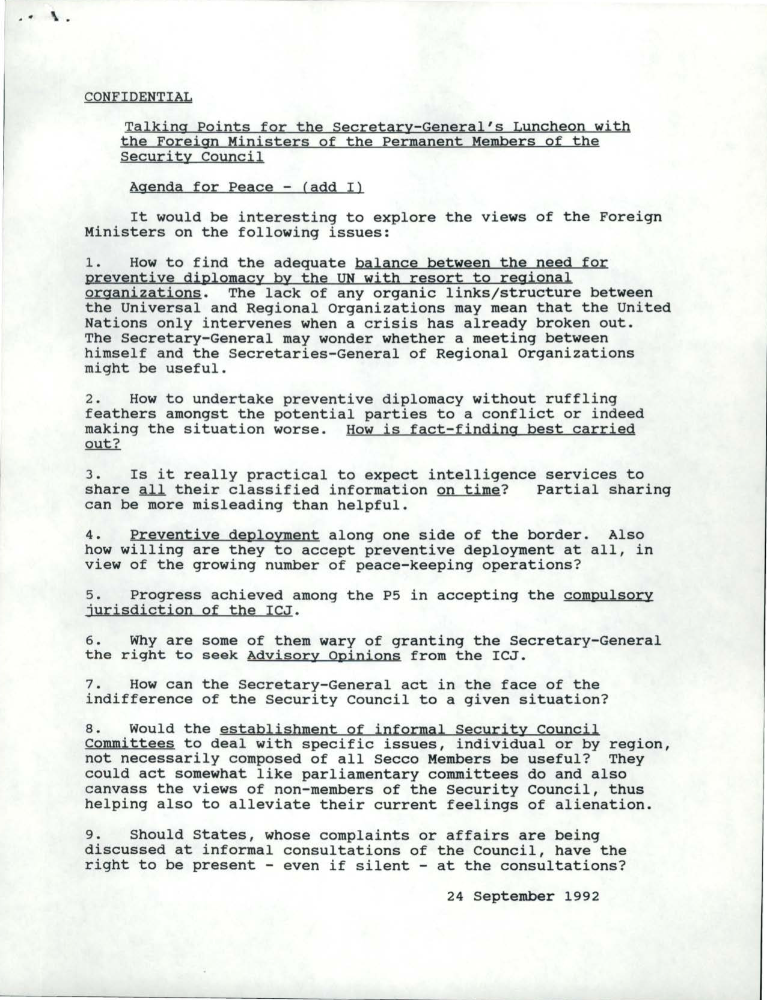 CONFIDENTIAL
Talking Points for the Secretary-General's Luncheon with
the Foreign Ministers of the Permanent Members of the
Security Council
Agenda for Peace - (add I)
It would be interesting to explore the views of the Foreign
Ministers on the following issues:
1. How to find the adequate balance between the need for
preventive diplomacy by the UN with resort to regional
organizations. The lack of any organic links/structure between
the Universal and Regional Organizations may mean that the United
Nations only intervenes when a crisis has already broken out.
The Secretary-General may wonder whether a meeting between
himself and the Secretaries-General of Regional Organizations
might be useful.
2. How to undertake preventive diplomacy without ruffling
feathers amongst the potential parties to a conflict or indeed
making the situation worse. How is fact-finding best carried
out?
3. Is it really practical to expect intelligence services to
share all their classified information on time? Partial sharing
can be more misleading than helpful.
4. Preventive deployment along one side of the border. Also
how willing are they to accept preventive deployment at all, in
view of the growing number of peace-keeping operations?
5. Progress achieved among the P5 in accepting the compulsory
jurisdiction of the ICJ.
6. Why are some of them wary of granting the Secretary-General
the right to seek Advisory Opinions from the ICJ.
7. How can the Secretary-General act in the face of the
indifference of the Security Council to a given situation?
8. Would the establishment of informal Security Council
Committees to deal with specific issues, individual or by region,
not necessarily composed of all Secco Members be useful? They
could act somewhat like parliamentary committees do and also
canvass the views of non-members of the Security Council, thus
helping also to alleviate their current feelings of alienation.
9. Should States, whose complaints or affairs are being
discussed at informal consultations of the Council, have the
right to be present - even if silent - at the consultations?
24 September 1992